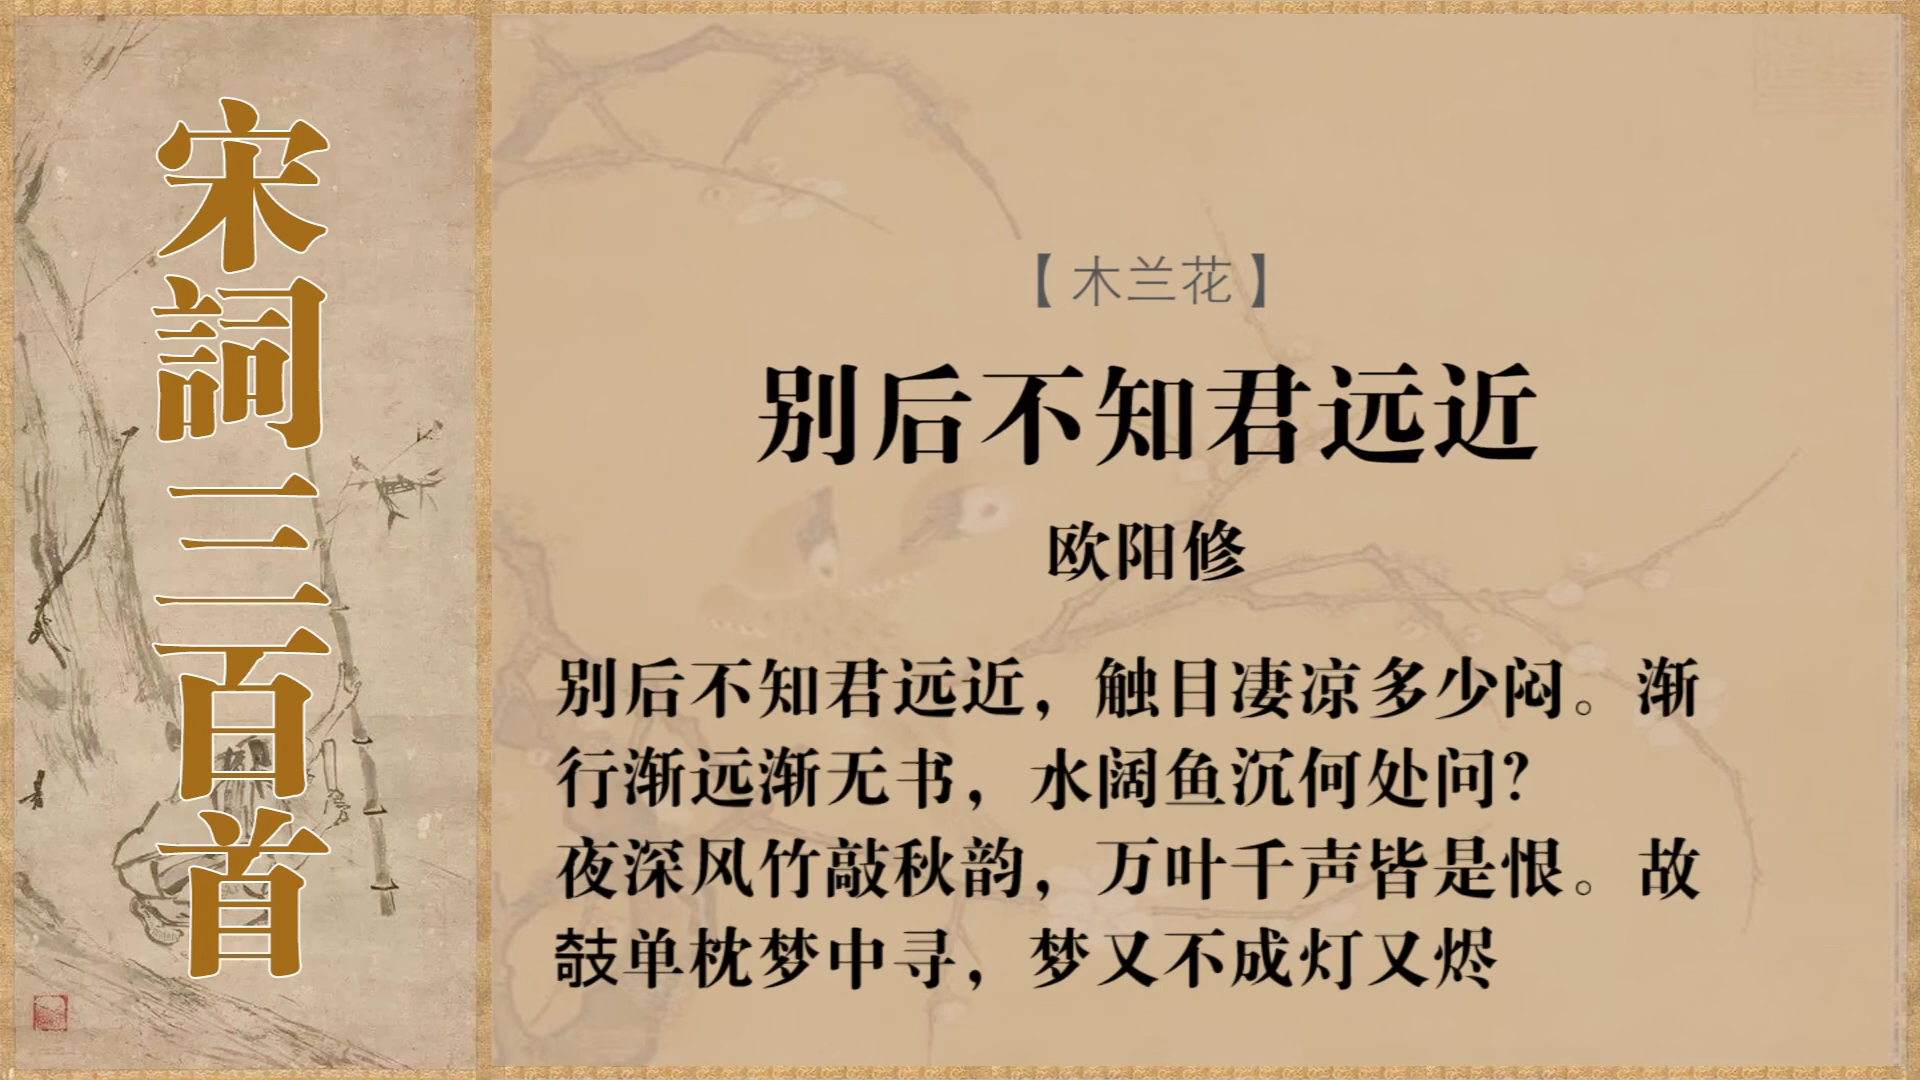 宋詞三百首
【木兰花】
别后不知君远近
欧阳修
别后不知君远近，触目凄凉多少闷。渐
行渐远渐无书，水阔鱼沉何处问？
夜深风竹敲秋韵，万叶千声皆是恨。故
攲单枕梦中寻，梦又不成灯又烬